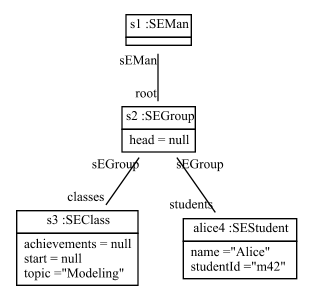 s1 :SEMan
sEMan
root
s2 :SEGroup
head = null
sEGroup sEGroup
classes
students
s3 :SEClass
achievements = null
start = null
topic ="Modeling"
alice4 :SEStudent
name ="Alice"
studentId ="m42"